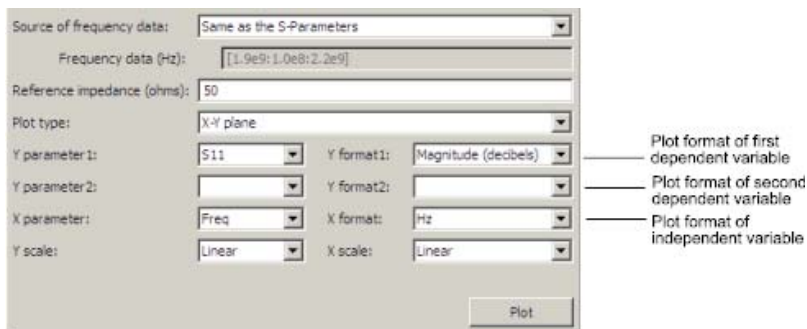 Source of frequency data: Same as the S-Parameters
Frequency data (Hz): [1.9e9:1.0e8:2.2e9]
Reference impedance (ohms): 50
Plot type: X-Y plane
Y parameter1: S11 Y format1: Magnitude (decibels)
Y parameter2: Y format2:
X parameter: Freq X format: Hz
Y scale: Linear X scale: Linear
Plot
Plot format of first
dependent variable
Plot format of second
dependent variable
Plot format of
independent variable